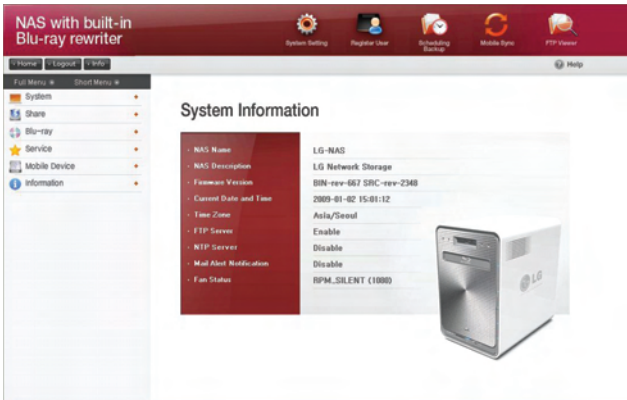 NAS with built-in
Blu-ray rewriter
System Setting
Register User
Scheduling
Backup
Mobile Sync
FTP Viewer
Home
Logout
Info
Help
Full Menu
Short Menu
System
Share
Blu-ray
Service
Mobile Device
Information
System Information
NAS Name LG-NAS
NAS Description LG Network Storage
Firmware Version BIN-rev-667 SRC-rev-2348
Current Date and Time 2009-01-02 15:01:12
Time Zone Asia/Seoul
FTP Server Enable
NTP Server Disable
Mail Alert Notification Disable
Fan Status RPM_SILENT (1000)
LG